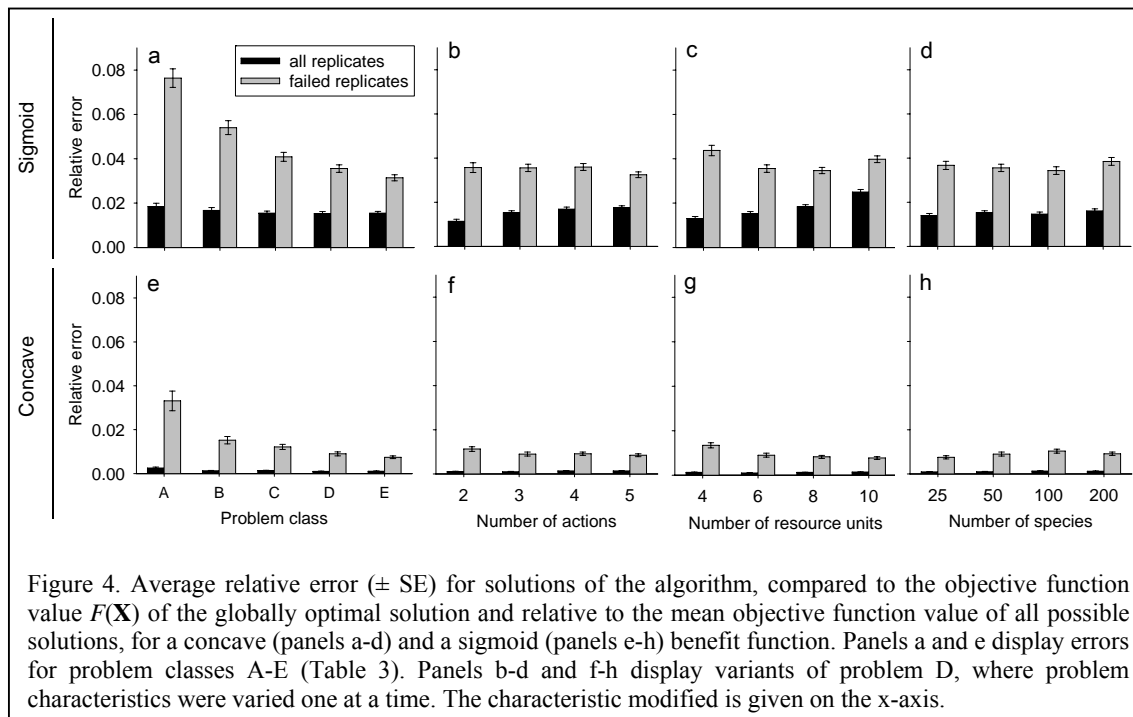 a
all replicates
failed replicates
b
c
d
Sigmoid
Relative error
0.08
0.06
0.04
0.02
0.00
e
f
g
h
Concave
Relative error
0.08
0.06
0.04
0.02
0.00
A B C D E
2 3 4 5
4 6 8 10
25 50 100 200
Problem class
Number of actions
Number of resource units
Number of species
Figure 4. Average relative error (± SE) for solutions of the algorithm, compared to the objective function
value F(X) of the globally optimal solution and relative to the mean objective function value of all possible
solutions, for a concave (panels a-d) and a sigmoid (panels e-h) benefit function. Panels a and e display errors
for problem classes A-E (Table 3). Panels b-d and f-h display variants of problem D, where problem
characteristics were varied one at a time. The characteristic modified is given on the x-axis.